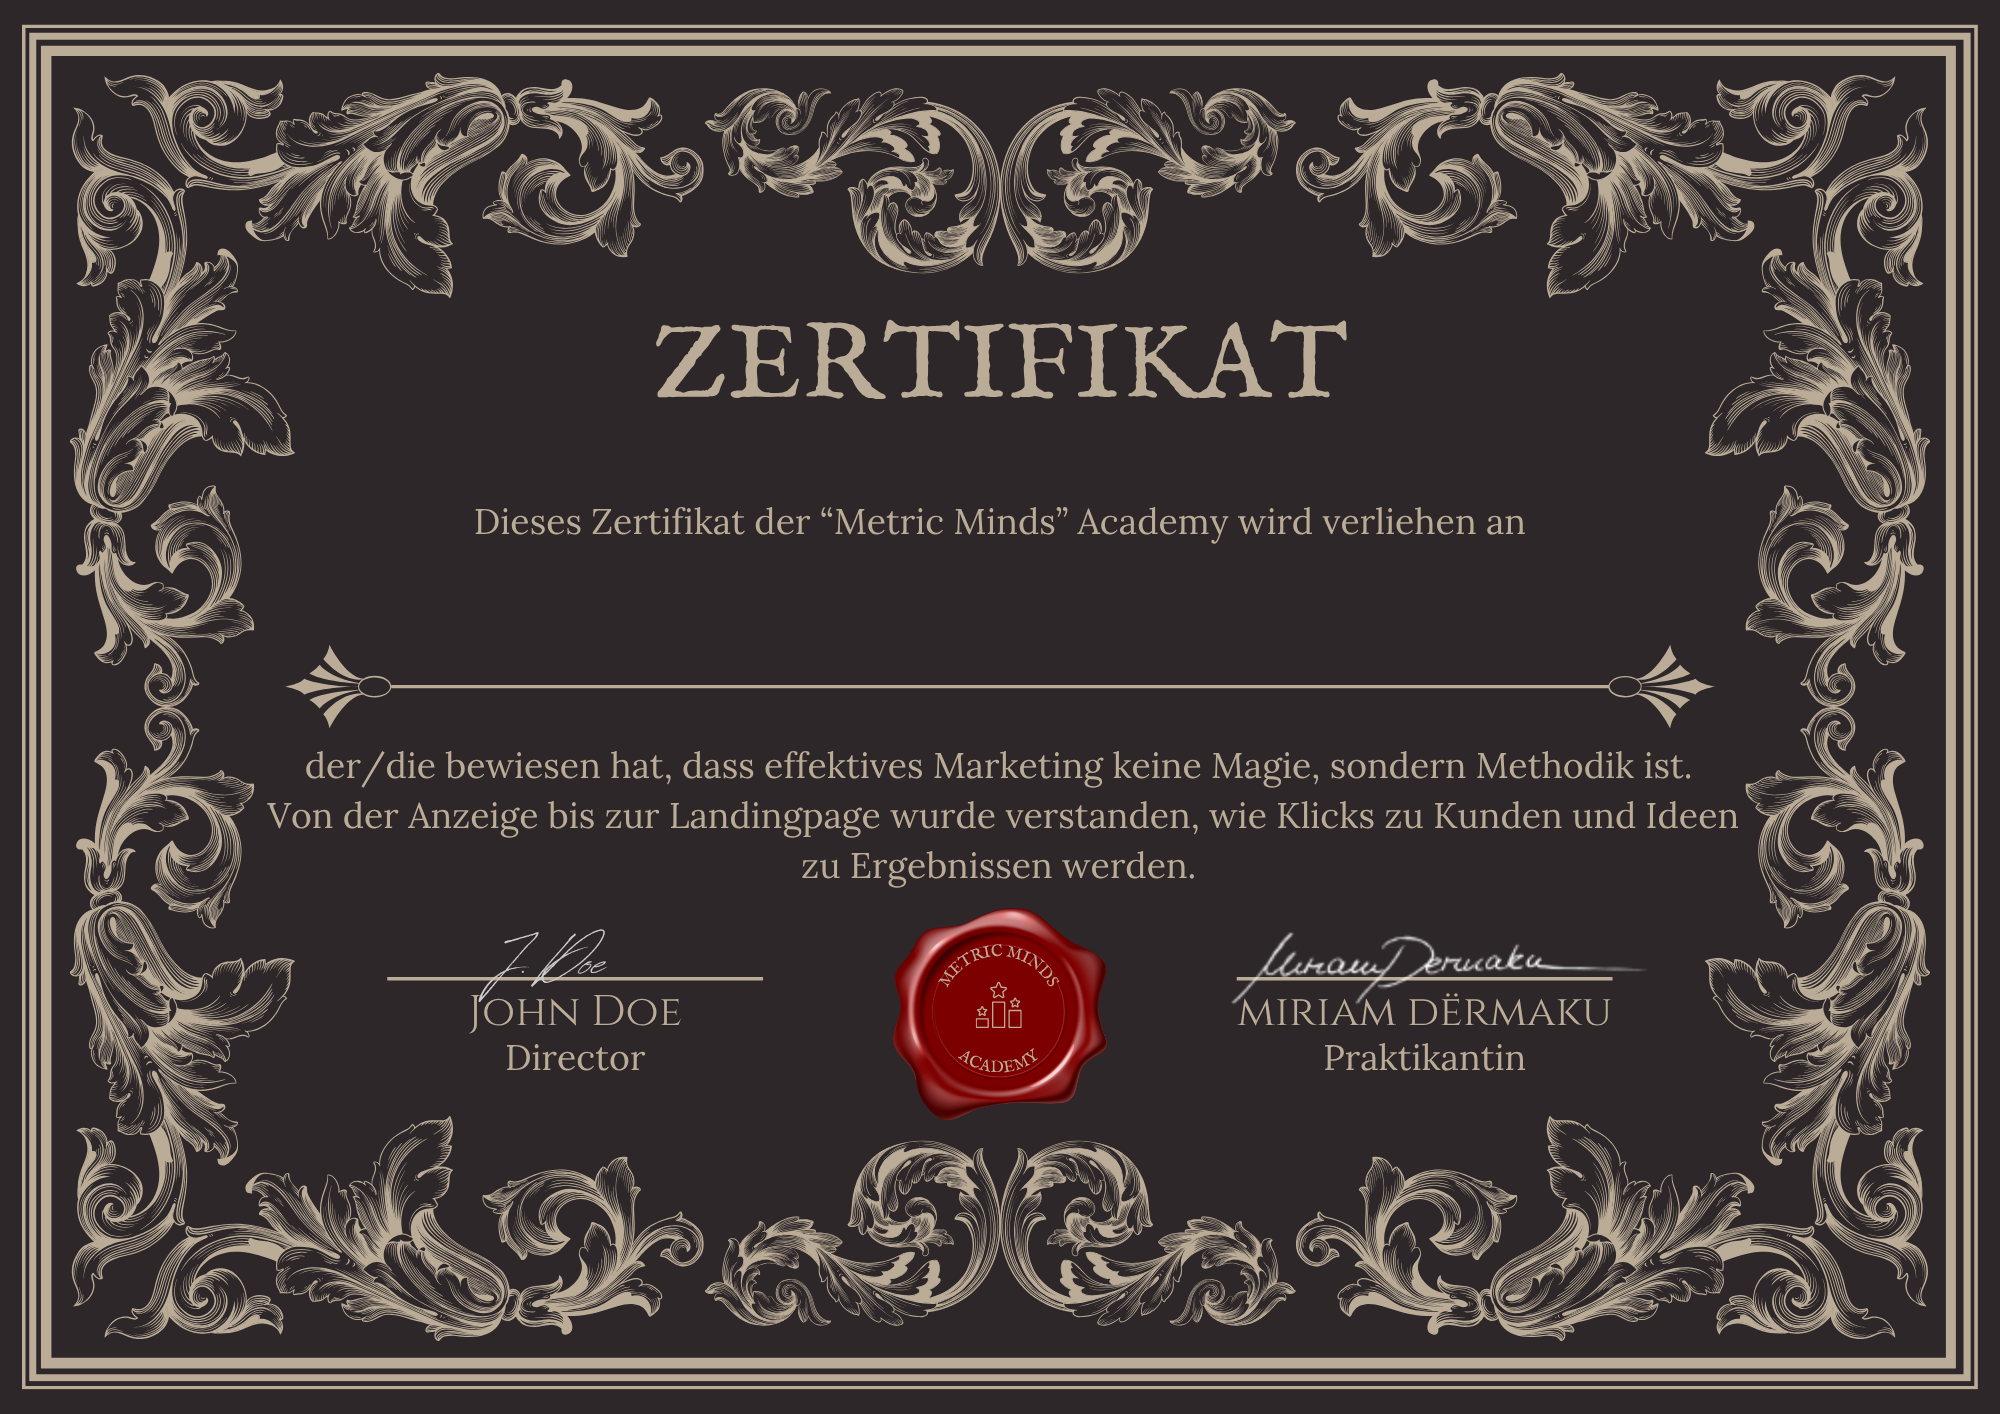 ZERTIFIKAT
Dieses Zertifikat der “Metric Minds” Academy wird verliehen an
der/die bewiesen hat, dass effektives Marketing keine Magie, sondern Methodik ist.
Von der Anzeige bis zur Landingpage wurde verstanden, wie Klicks zu Kunden und Ideen
zu Ergebnissen werden.
J. Doe
JOHN DOE
Director
METRIC MINDS
ACADEMY
Miriam Dermaku
MIRIAM DËRMAKU
Praktikantin